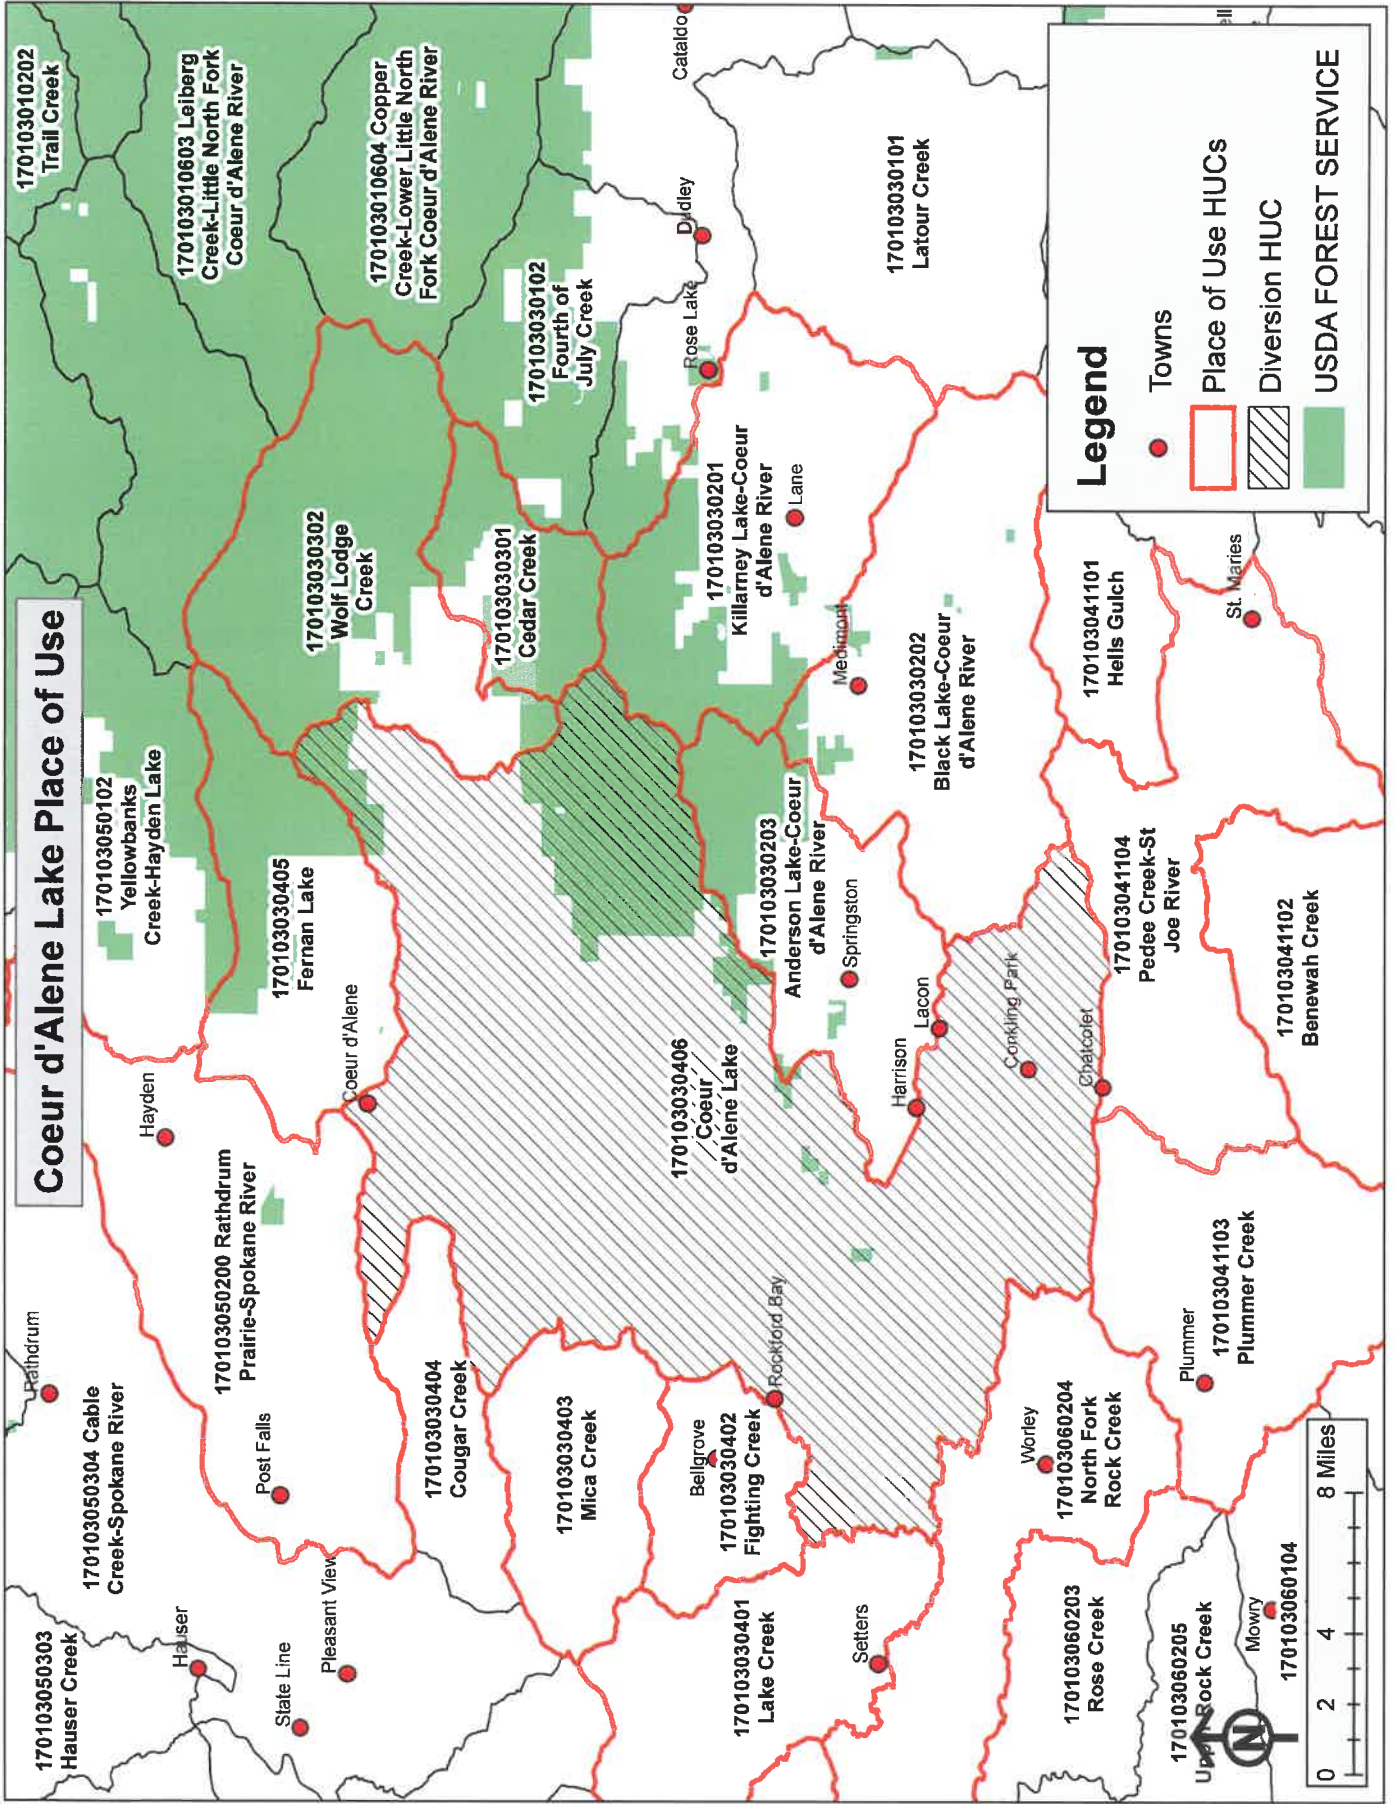 Coeur d'Alene Lake Place of Use
170103010202
Trail Creek
170103010603 Leiberg
Creek-Little North Fork
Coeur d'Alene River
170103010604 Copper
Creek-Lower Little North
Fork Coeur d'Alene River
170103050303
Hauser Creek
170103050304 Cable
Creek-Spokane River
Rathdrum
Hauser
State Line
Pleasant View
Post Falls
170103050200 Rathdrum
Prairie-Spokane River
Hayden
170103050102
Yellowbanks
Creek-Hayden Lake
170103030405
Fernan Lake
Coeur d'Alene
170103030302
Wolf Lodge
Creek
170103030301
Cedar Creek
170103030102
Fourth of
July Creek
Cataldo
Dudley
Rose Lake
170103030404
Cougar Creek
170103030403
Mica Creek
Bellgrove
170103030402
Fighting Creek
Rockford Bay
170103030401
Lake Creek
Setters
170103030406
Coeur
d'Alene Lake
170103030203
Anderson Lake-Coeur
d'Alene River
Springston
170103030201
Killarney Lake-Coeur
d'Alene River
Lane
Medimont
170103030202
Black Lake-Coeur
d'Alene River
170103030101
Latour Creek
Harrison
Lacon
Conkling Park
Chatcolet
Worley
170103060204
North Fork
Rock Creek
170103060203
Rose Creek
170103060205
Upper Rock Creek
Mowry
170103060104
Plummer
170103041103
Plummer Creek
170103041104
Pedee Creek-St
Joe River
170103041102
Benewah Creek
170103041101
Hells Gulch
St. Maries
ell
Legend
Towns
Place of Use HUCs
Diversion HUC
USDA FOREST SERVICE
N
0 2 4 8 Miles